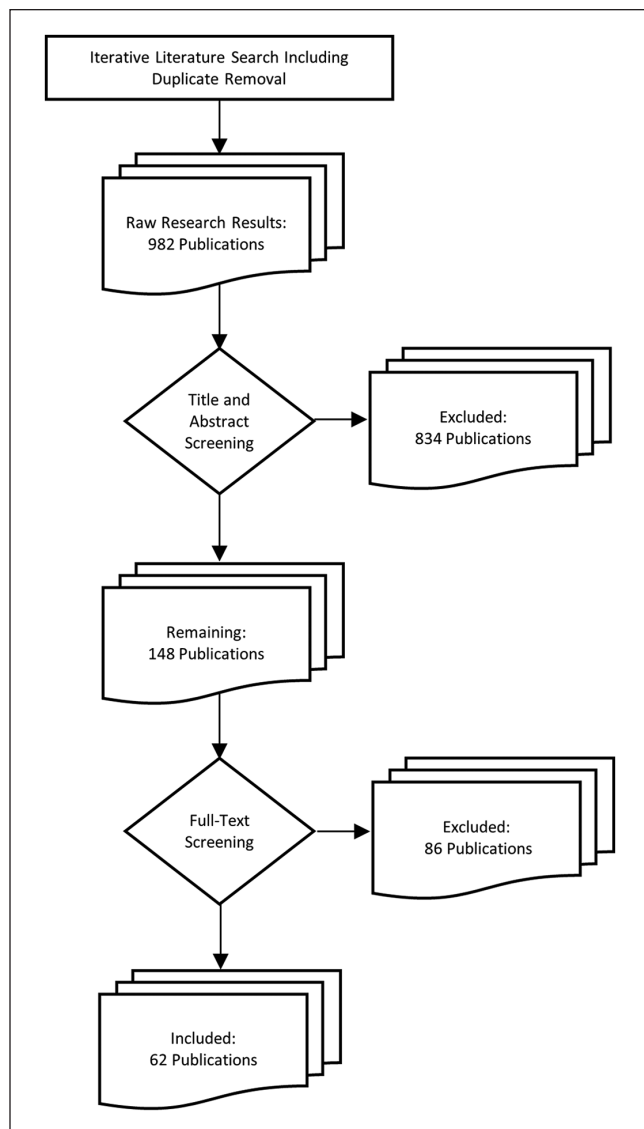 Iterative Literature Search Including
Duplicate Removal
Raw Research Results:
982 Publications
Title and
Abstract
Screening
Excluded:
834 Publications
Remaining:
148 Publications
Full-Text
Screening
Excluded:
86 Publications
Included:
62 Publications